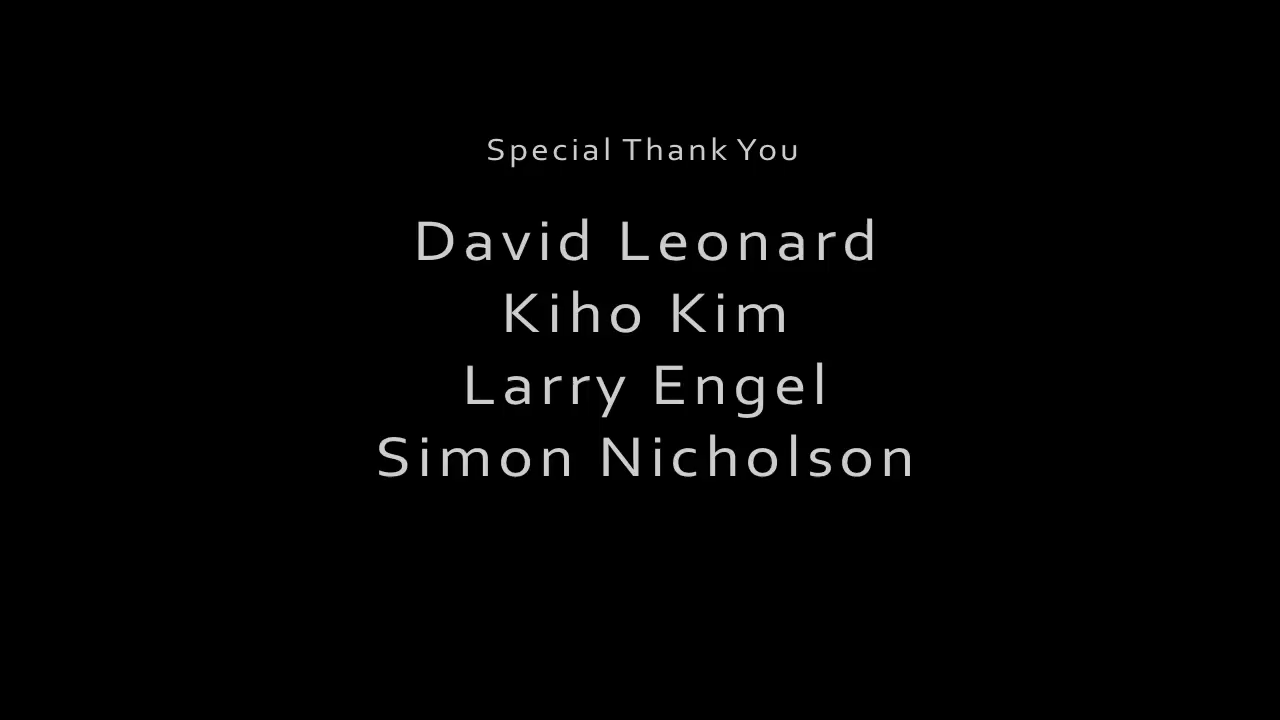 Special Thank You
David Leonard
Kiho Kim
Larry Engel
Simon Nicholson